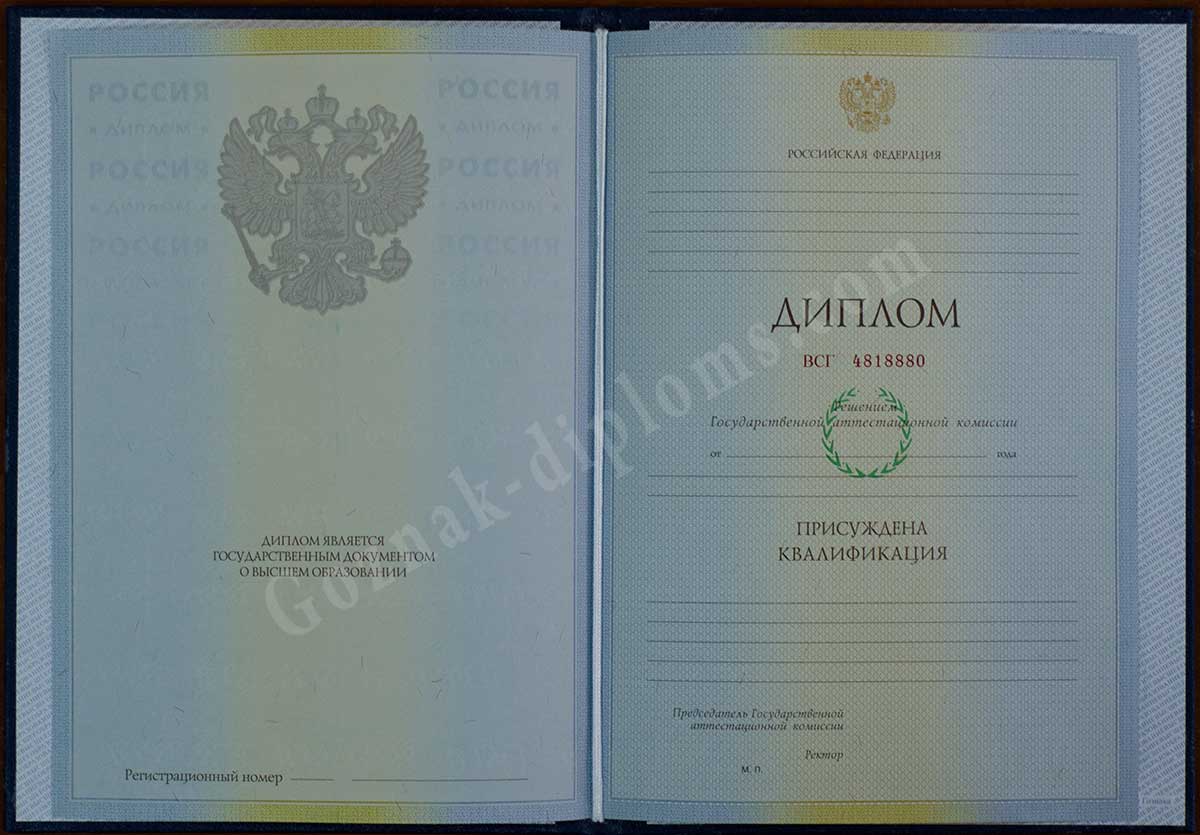 РОССИЯ РОССИЯ
« ДИПЛОМ » « ДИПЛОМ »
РОССИЯ РОССИЯ
« ДИПЛОМ » « ДИПЛОМ »
РОССИЯ РОССИЯ
ДИПЛОМ ЯВЛЯЕТСЯ
ГОСУДАРСТВЕННЫМ ДОКУМЕНТОМ
О ВЫСШЕМ ОБРАЗОВАНИИ
Регистрационный номер
РОССИЙСКАЯ ФЕДЕРАЦИЯ
ДИПЛОМ
ВСГ 4818880
Решением
Государственной аттестационной комиссии
от года
ПРИСУЖДЕНА
КВАЛИФИКАЦИЯ
Председатель Государственной
аттестационной комиссии
Ректор
М. П.
Goznak-diploms.com